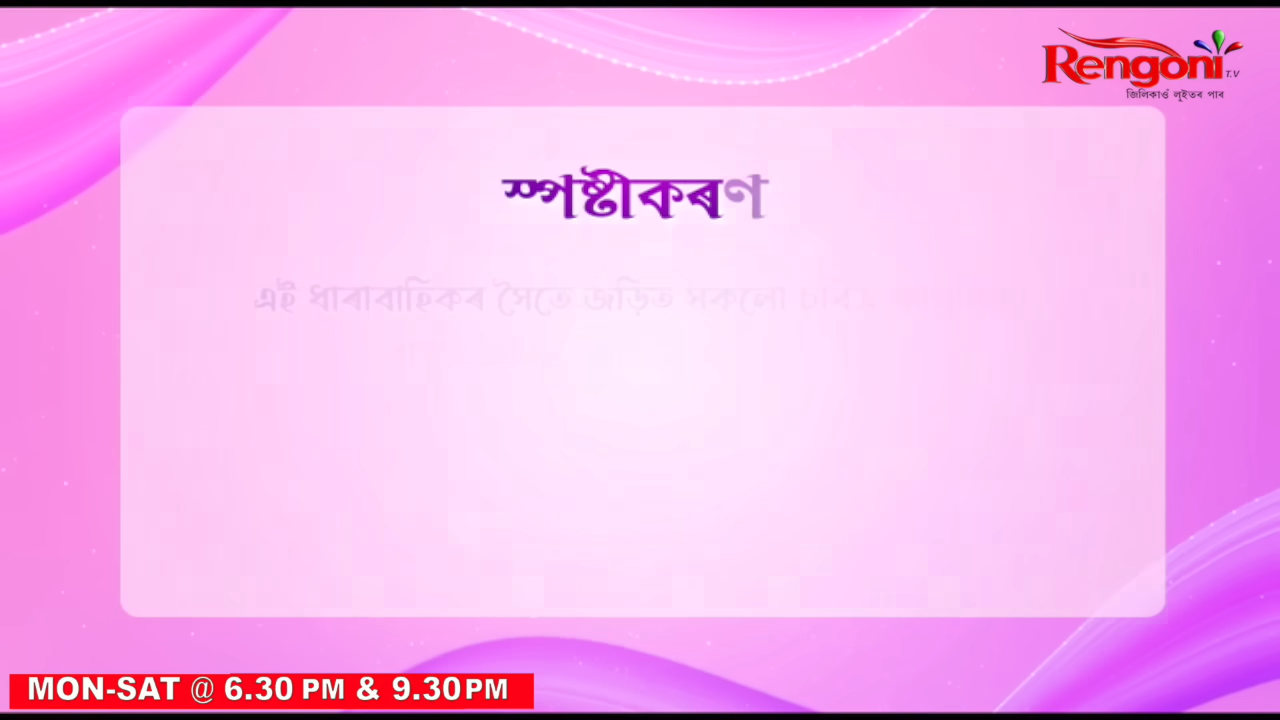 Rengoni T.V
জিলিকাওঁ লুইতৰ পাৰ
স্পষ্টীকৰণ
এই ধাৰাবাহিকৰ সৈতে জড়িত সকলো
MON-SAT @ 6.30 PM & 9.30PM